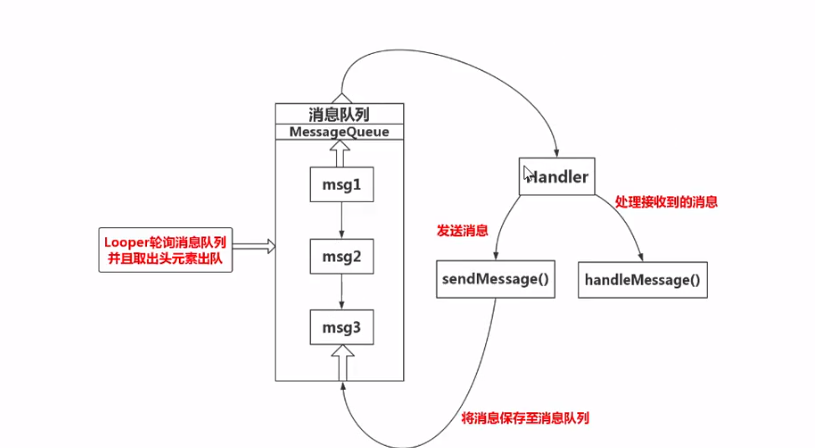 消息队列
MessageQueue
msg1
msg2
msg3
Looper轮询消息队列
并且取出头元素出队
Handler
发送消息
处理接收到的消息
sendMessage()
handleMessage()
将消息保存至消息队列